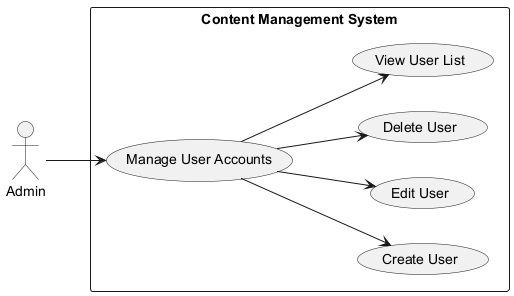 Content Management System
View User List
Delete User
Manage User Accounts
Admin
Edit User
Create User